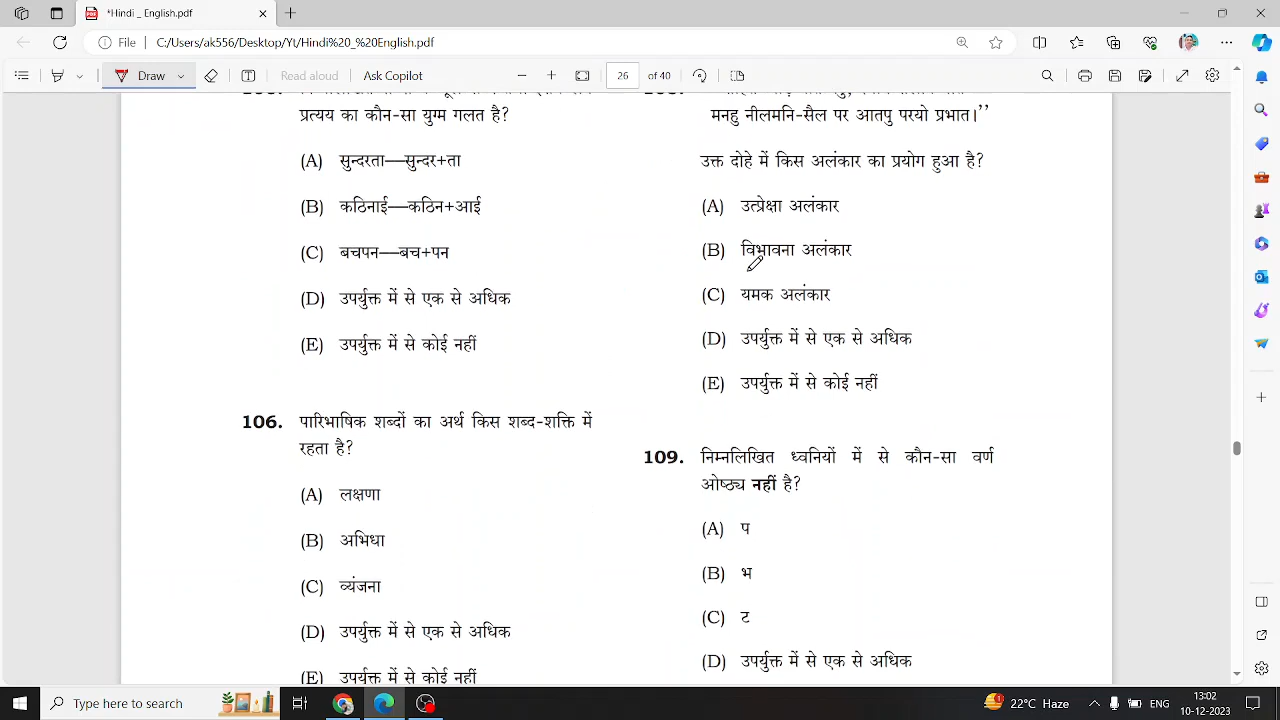 *Hindi _ English.pdf
File
C:/Users/ak556/Desktop/Yt/Hindi%20_%20English.pdf
Draw
Read aloud
Ask Copilot
26
of 40
प्रत्यय का कौन-सा युग्म गलत है?
(A) सुन्दरता—सुन्दर+ता
(B) कठिनाई—कठिन+आई
(C) बचपन—बच+पन
(D) उपर्युक्त में से एक से अधिक
(E) उपर्युक्त में से कोई नहीं
106. पारिभाषिक शब्दों का अर्थ किस शब्द-शक्ति में
रहता है?
(A) लक्षणा
(B) अभिधा
(C) व्यंजना
(D) उपर्युक्त में से एक से अधिक
(E) उपर्युक्त में से कोई नहीं
मनहु नीलमनि-सैल पर आतपु परयो प्रभात।’’
उक्त दोहे में किस अलंकार का प्रयोग हुआ है?
(A) उत्प्रेक्षा अलंकार
(B) विभावना अलंकार
(C) यमक अलंकार
(D) उपर्युक्त में से एक से अधिक
(E) उपर्युक्त में से कोई नहीं
109. निम्नलिखित ध्वनियों में से कौन-सा वर्ण
ओष्ठ्य नहीं है?
(A) प
(B) भ
(C) ट
(D) उपर्युक्त में से एक से अधिक
Type here to search
22°C Haze
ENG
13:02
10-12-2023